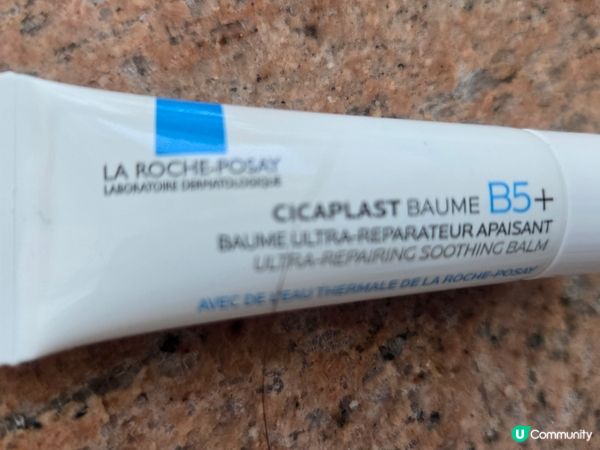 LA ROCHE-POSAY
LABORATOIRE DERMATOLOGIQUE
CICAPLAST BAUME B5+
BAUME ULTRA-RÉPARATEUR APAISANT
ULTRA-REPAIRING SOOTHING BALM
AVEC DE L'EAU THERMALE DE LA ROCHE-POSAY
U Community